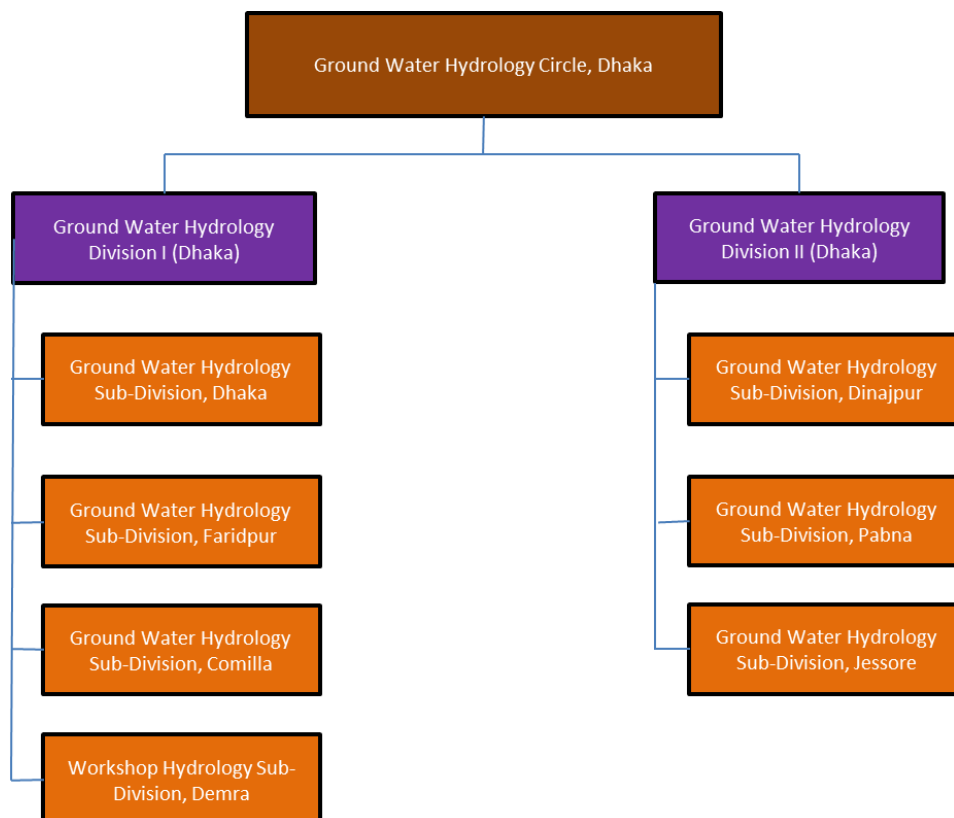 Ground Water Hydrology Circle, Dhaka
Ground Water Hydrology
Division I (Dhaka)
Ground Water Hydrology
Sub-Division, Dhaka
Ground Water Hydrology
Sub-Division, Faridpur
Ground Water Hydrology
Sub-Division, Comilla
Workshop Hydrology Sub-
Division, Demra
Ground Water Hydrology
Division II (Dhaka)
Ground Water Hydrology
Sub-Division, Dinajpur
Ground Water Hydrology
Sub-Division, Pabna
Ground Water Hydrology
Sub-Division, Jessore